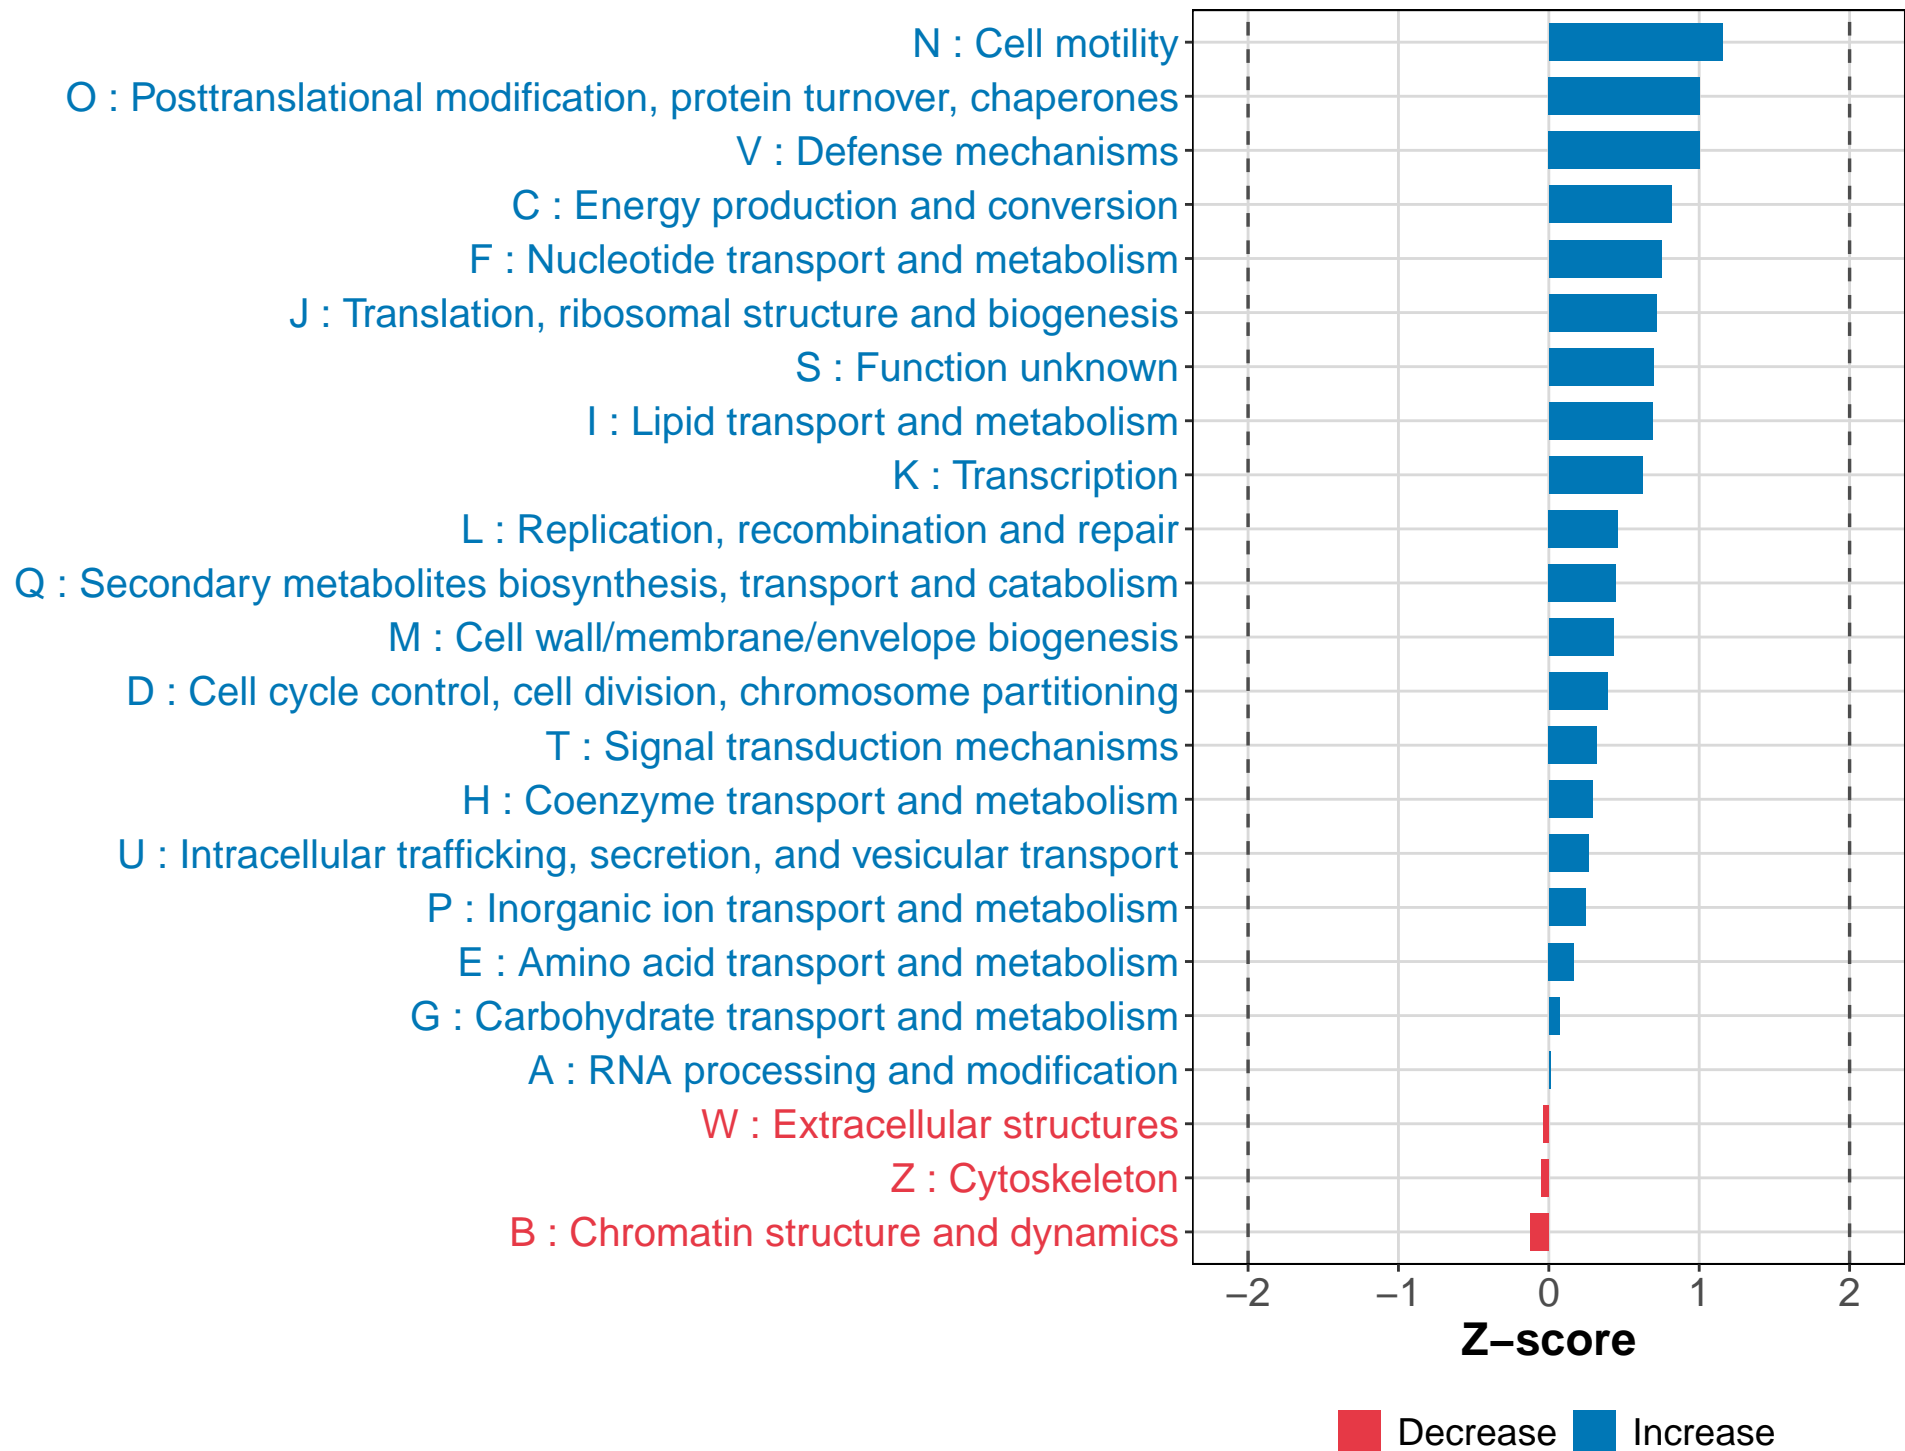 N : Cell motility
O : Posttranslational modification, protein turnover, chaperones
V : Defense mechanisms
C : Energy production and conversion
F : Nucleotide transport and metabolism
J : Translation, ribosomal structure and biogenesis
S : Function unknown
I : Lipid transport and metabolism
K : Transcription
L : Replication, recombination and repair
Q : Secondary metabolites biosynthesis, transport and catabolism
M : Cell wall/membrane/envelope biogenesis
D : Cell cycle control, cell division, chromosome partitioning
T : Signal transduction mechanisms
H : Coenzyme transport and metabolism
U : Intracellular trafficking, secretion, and vesicular transport
P : Inorganic ion transport and metabolism
E : Amino acid transport and metabolism
G : Carbohydrate transport and metabolism
A : RNA processing and modification
W : Extracellular structures
Z : Cytoskeleton
B : Chromatin structure and dynamics
−2 −1 0 1 2
Z−score
Decrease Increase